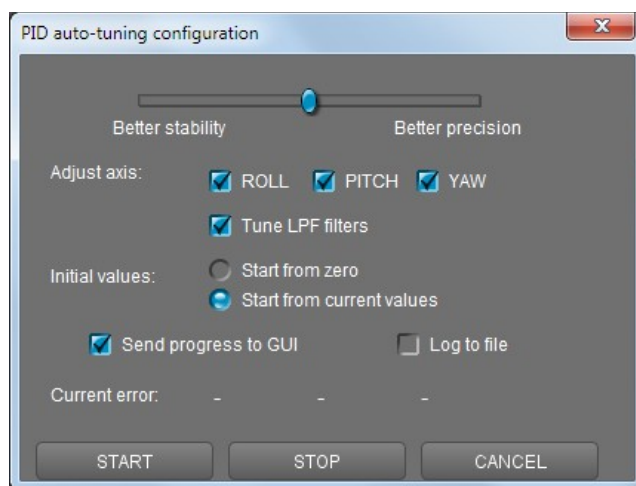 PID auto-tuning configuration
Better stability Better precision
Adjust axis: ROLL PITCH YAW
Tune LPF filters
Initial values: Start from zero
Start from current values
Send progress to GUI Log to file
Current error: - - -
START STOP CANCEL